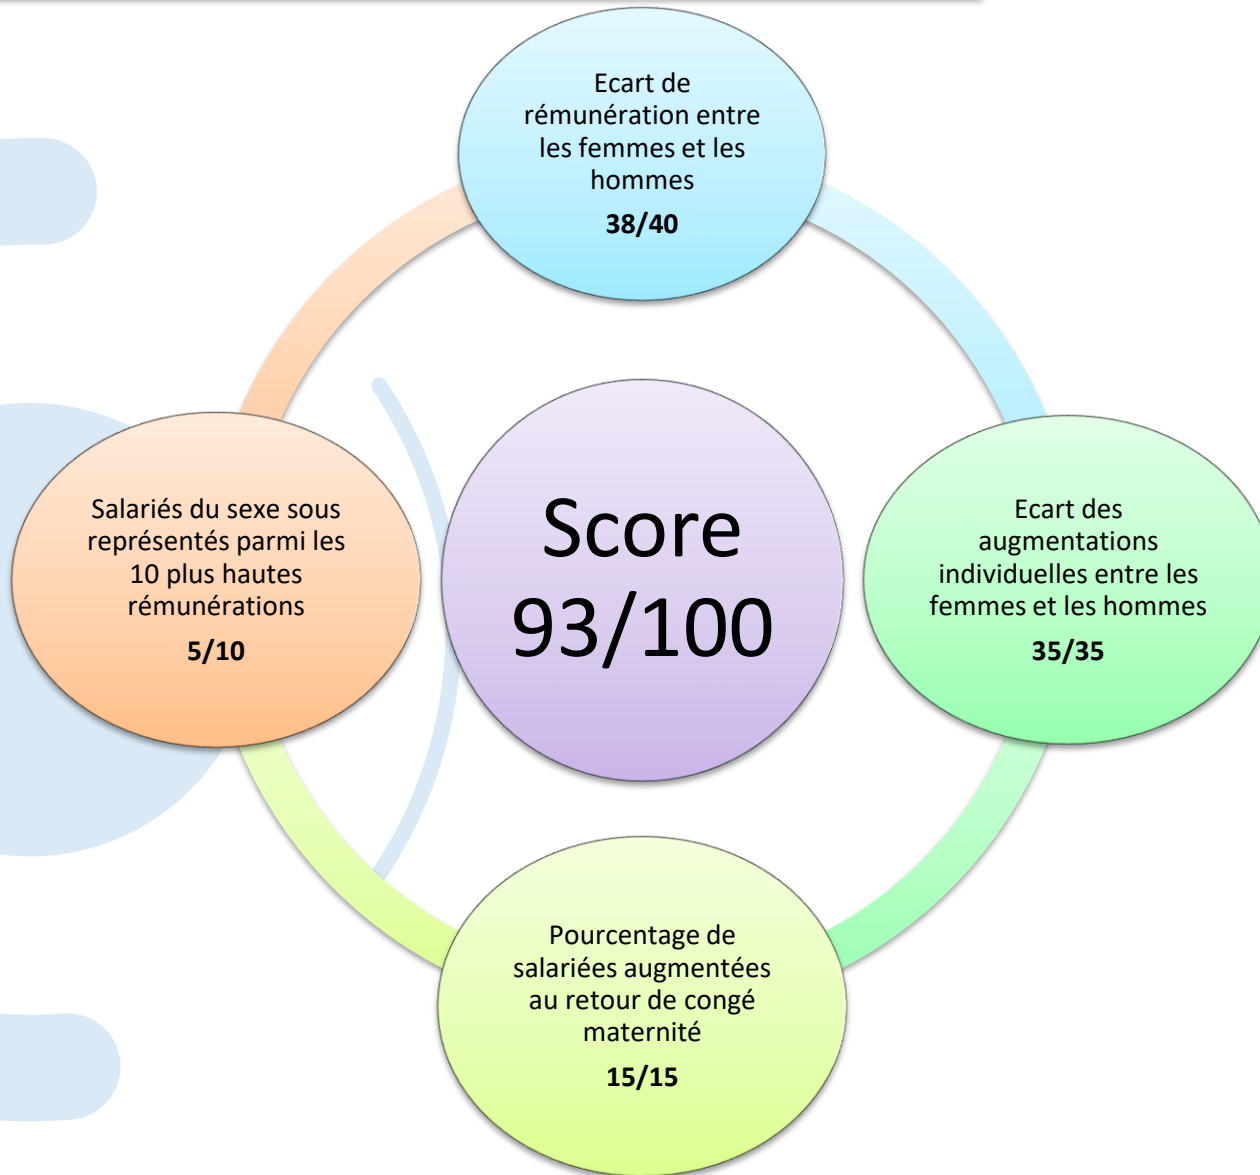 Ecart de
rémunération entre
les femmes et les
hommes
38/40
Salariés du sexe sous
représentés parmi les
10 plus hautes
rémunérations
5/10
Score
93/100
Ecart des
augmentations
individuelles entre les
femmes et les hommes
35/35
Pourcentage de
salariées augmentées
au retour de congé
maternité
15/15